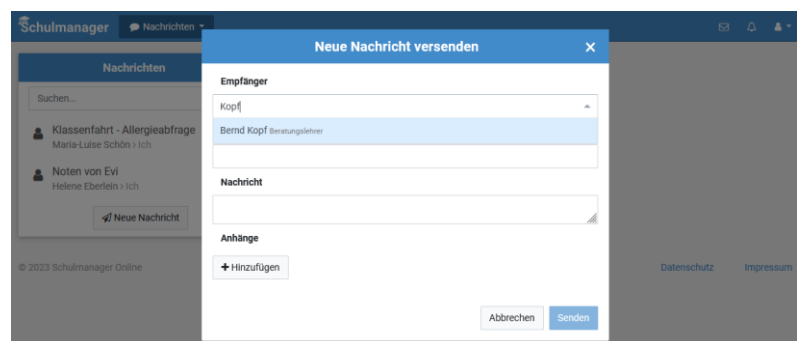 Schulmanager
Nachrichten
Nachrichten
Suchen...
Klassenfahrt - Allergieabfrage
Maria-Luise Schön > Ich
Noten von Evi
Helene Eberlein > Ich
Neue Nachricht
Neue Nachricht versenden
Empfänger
Kopf
Bernd Kopf Beratungslehrer
Nachricht
Anhänge
+ Hinzufügen
Abbrechen Senden
© 2023 Schulmanager Online
Datenschutz Impressum